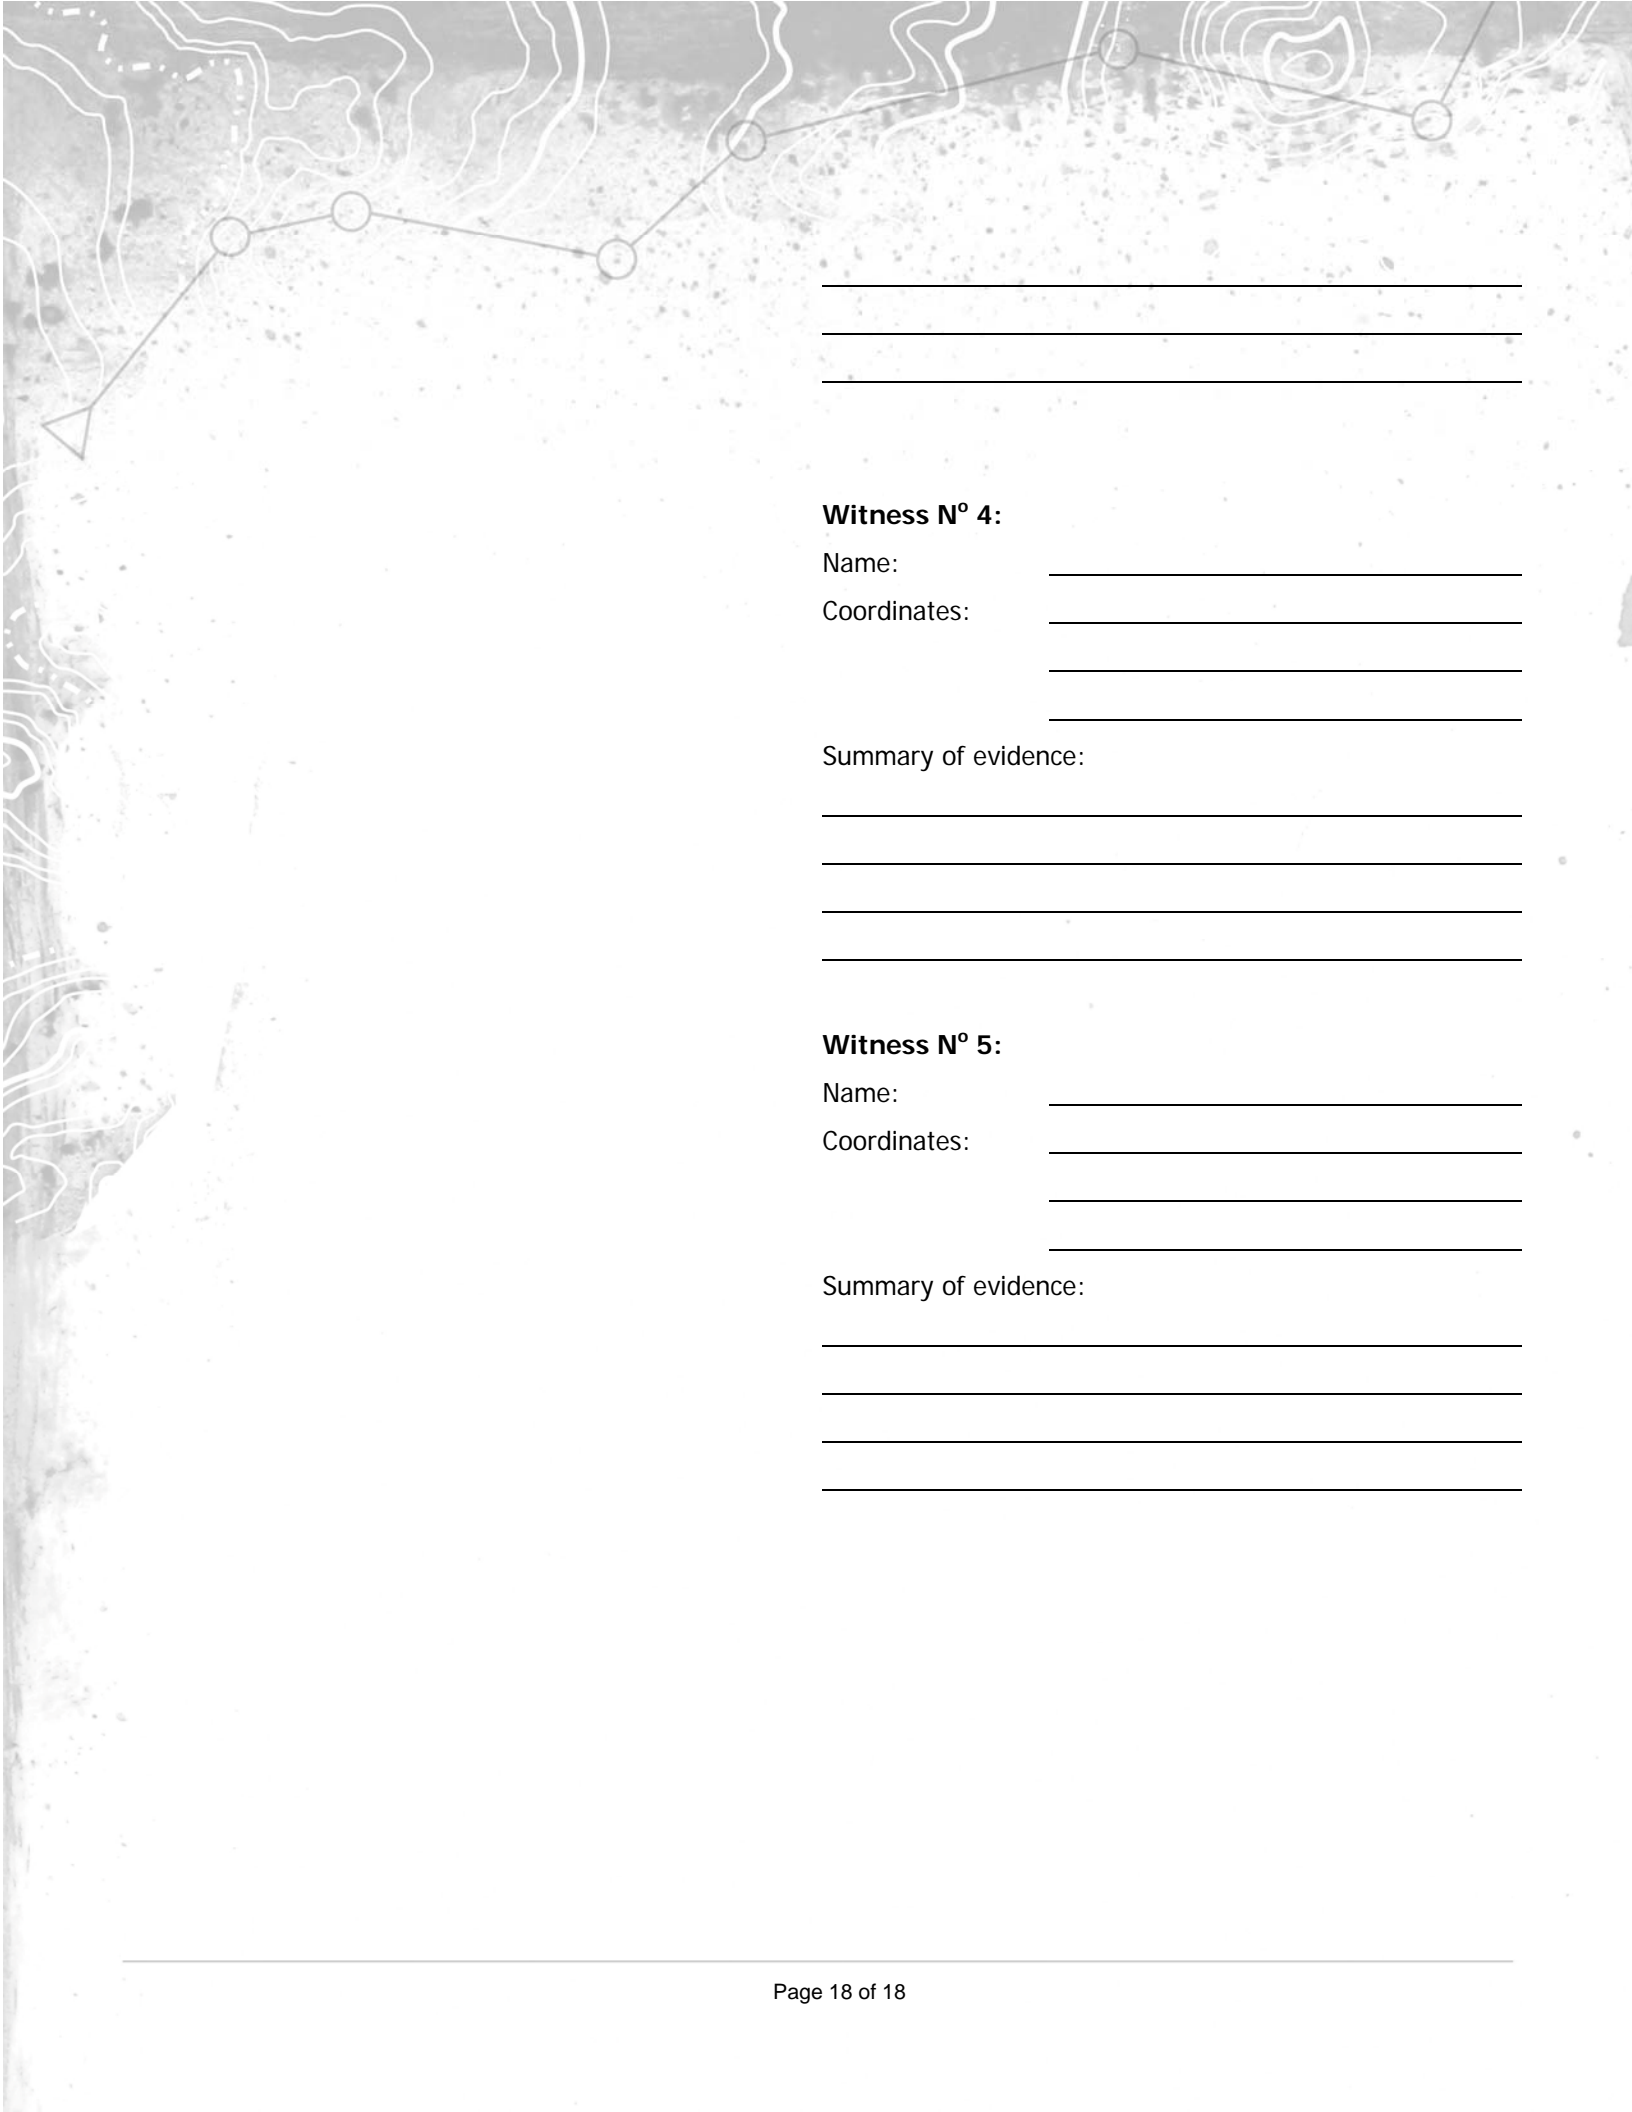 Witness Nº 4:
Name:
Coordinates:
Summary of evidence:
Witness Nº 5:
Name:
Coordinates:
Summary of evidence:
Page 18 of 18